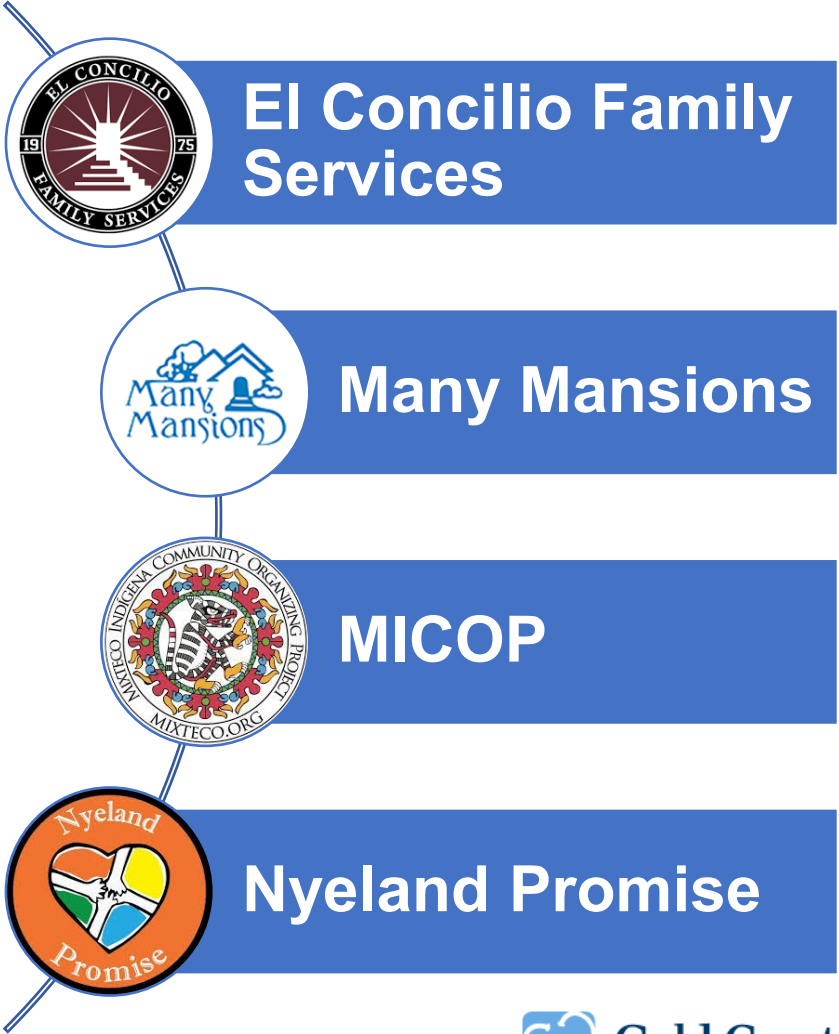 EL CONCILIO
19 75
FAMILY SERVICES
El Concilio Family
Services
Many
Mansions
Many Mansions
MIXTECO INDÍGENA COMMUNITY ORGANIZING PROJECT
MIXTECO.ORG
MICOP
Nyeland
Promise
Nyeland Promise